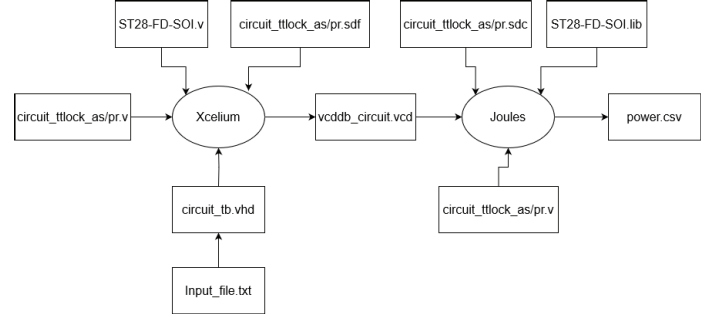 ST28-FD-SOI.v
circuit_ttlock_as/pr.sdf
circuit_ttlock_as/pr.sdc
ST28-FD-SOI.lib
circuit_ttlock_as/pr.v
Xcelium
vcddb_circuit.vcd
Joules
power.csv
circuit_tb.vhd
circuit_ttlock_as/pr.v
Input_file.txt